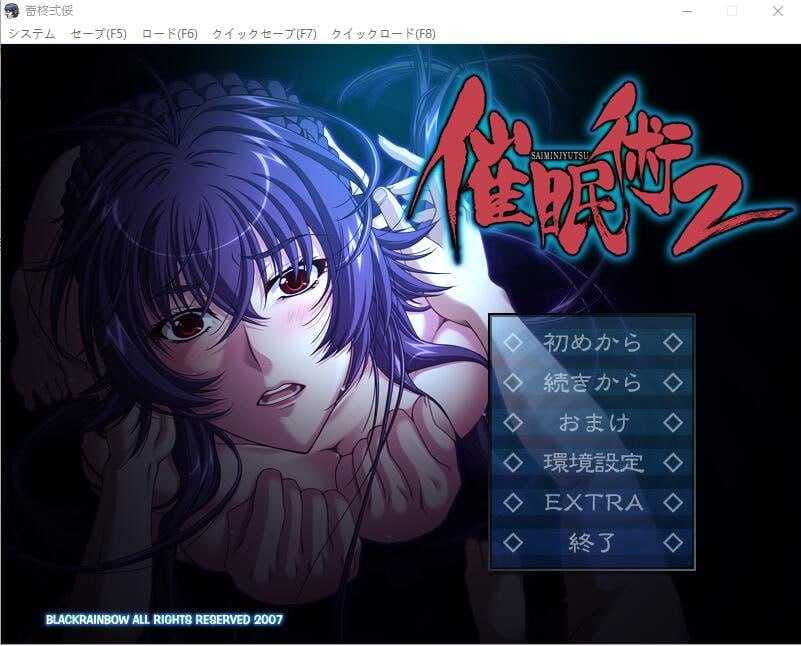 システム セーブ(F5) ロード(F6) クイックセーブ(F7) クイックロード(F8)
催眠術2
SAIMINJYUTSU
初めから
続きから
おまけ
環境設定
EXTRA
終了
BLACKRAINBOW ALL RIGHTS RESERVED 2007